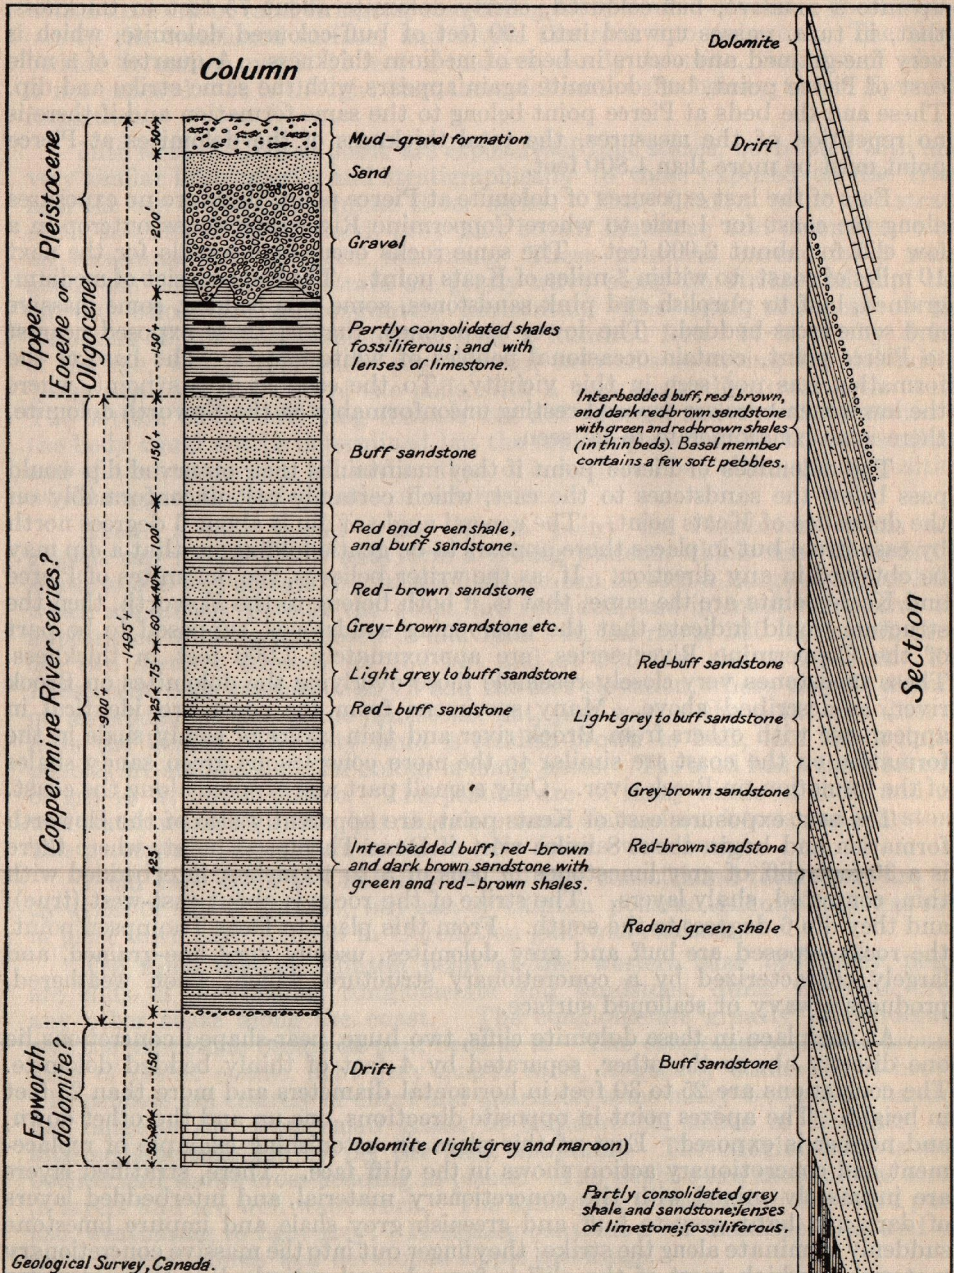 Column
Pleistocene
Upper
Eocene or
Oligocene
Coppermine River series?
Epworth
dolomite?
1495'±
900'±
50'±
200'
150'±
150'±
100'
40'
60'
75'
25'±
425'
150'
Mud-gravel formation
Sand
Gravel
Partly consolidated shales
fossiliferous, and with
lenses of limestone.
Buff sandstone
Red and green shale,
and buff sandstone.
Red-brown sandstone
Grey-brown sandstone etc.
Light grey to buff sandstone
Red-buff sandstone
Interbedded buff, red-brown
and dark brown sandstone with
green and red-brown shales.
Drift
Dolomite (light grey and maroon)
Section
Dolomite
Drift
Interbedded buff, red brown,
and dark red-brown sandstone
with green and red-brown shales
(in thin beds). Basal member
contains a few soft pebbles.
Red-buff sandstone
Light grey to buff sandstone
Grey-brown sandstone
Red-brown sandstone
Red and green shale
Buff sandstone
Partly consolidated grey
shale and sandstone; lenses
of limestone; fossiliferous.
Geological Survey, Canada.